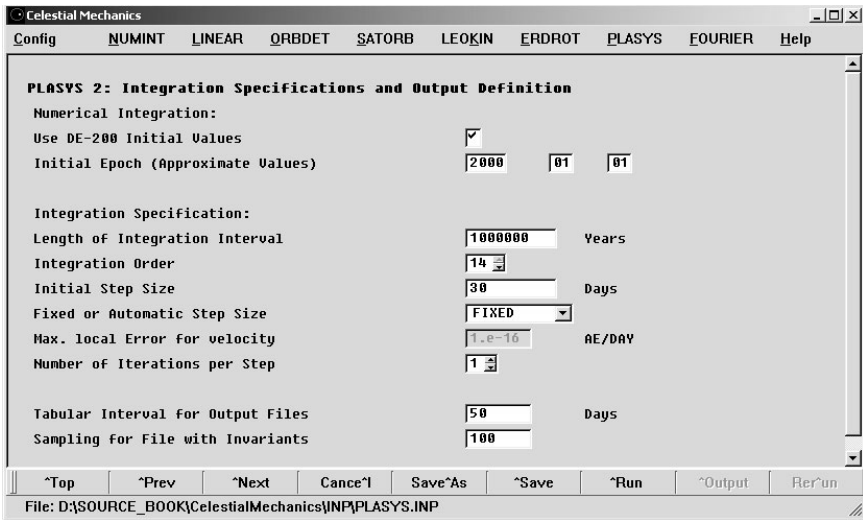 Celestial Mechanics
Config NUMINT LINEAR ORBDET SATORB LEOKIN ERDROT PLASYS FOURIER Help
PLASYS 2: Integration Specifications and Output Definition
Numerical Integration:
Use DE-200 Initial Values
Initial Epoch (Approximate Values) 2000 01 01
Integration Specification:
Length of Integration Interval 1000000 Years
Integration Order 14
Initial Step Size 30 Days
Fixed or Automatic Step Size FIXED
Max. local Error for velocity 1.e-16 AE/DAY
Number of Iterations per Step 1
Tabular Interval for Output Files 50 Days
Sampling for File with Invariants 100
^Top ^Prev ^Next Cance^l Save^As ^Save ^Run ^Output Rer^un
File: D:\SOURCE_BOOK\CelestialMechanics\INP\PLASYS.INP